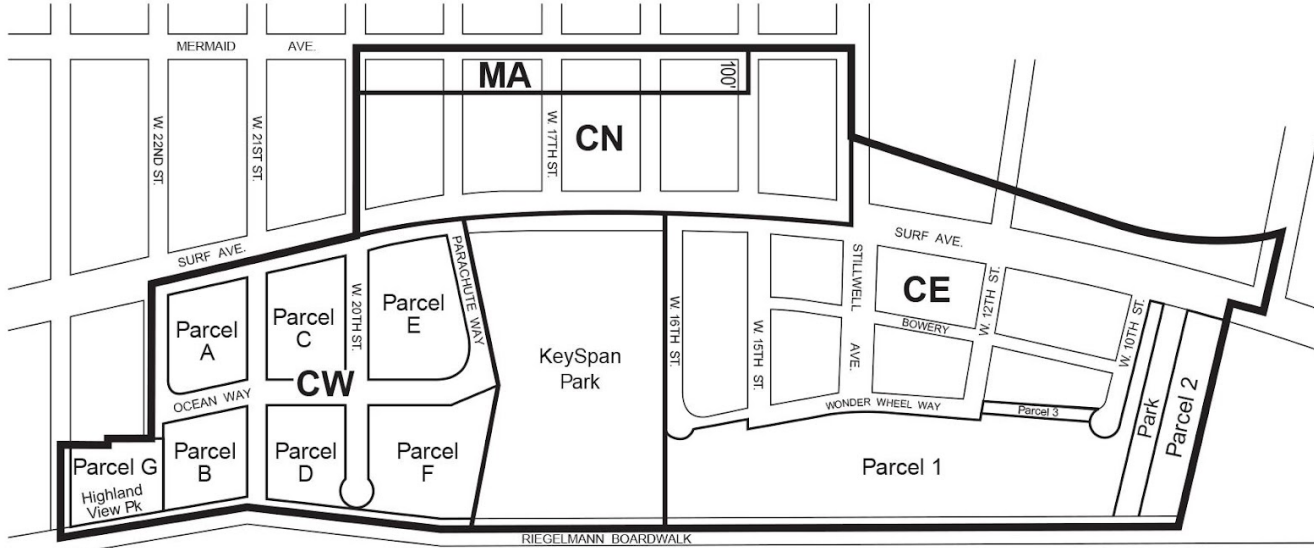 MERMAID AVE.
MA
100'
W. 22ND ST.
W. 21ST ST.
W. 17TH ST.
CN
SURF AVE.
SURF AVE.
PARACHUTE WAY
STILLWELL
AVE.
Parcel
A
Parcel
C
W. 20TH ST.
Parcel
E
KeySpan
Park
W. 16TH ST.
W. 15TH ST.
CE
BOWERY
W. 12TH ST.
W. 10TH ST.
CW
OCEAN WAY
WONDER WHEEL WAY
Parcel 3
Park
Parcel 2
Parcel G
Highland
View Pk
Parcel
B
Parcel
D
Parcel
F
Parcel 1
RIEGELMANN BOARDWALK